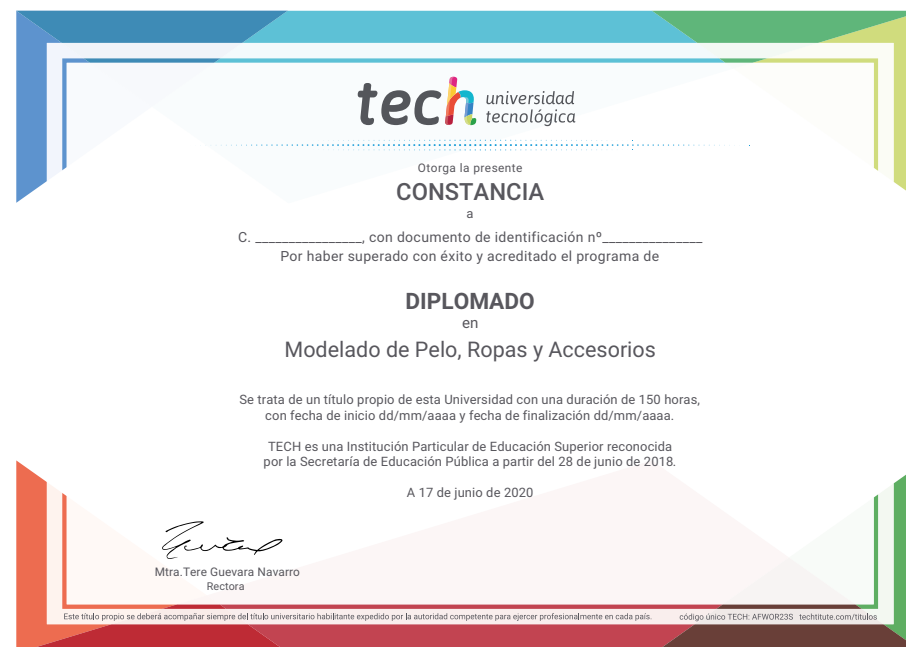 tech universidad
tecnológica
Otorga la presente
CONSTANCIA
a
C. ________________, con documento de identificación nº_______________
Por haber superado con éxito y acreditado el programa de
DIPLOMADO
en
Modelado de Pelo, Ropas y Accesorios
Se trata de un título propio de esta Universidad con una duración de 150 horas,
con fecha de inicio dd/mm/aaaa y fecha de finalización dd/mm/aaaa.
TECH es una Institución Particular de Educación Superior reconocida
por la Secretaría de Educación Pública a partir del 28 de junio de 2018.
A 17 de junio de 2020
Mtra.Tere Guevara Navarro
Rectora
Este título propio se deberá acompañar siempre del título universitario habilitante expedido por la autoridad competente para ejercer profesionalmente en cada país. código único TECH: AFWOR23S techtitute.com/titulos